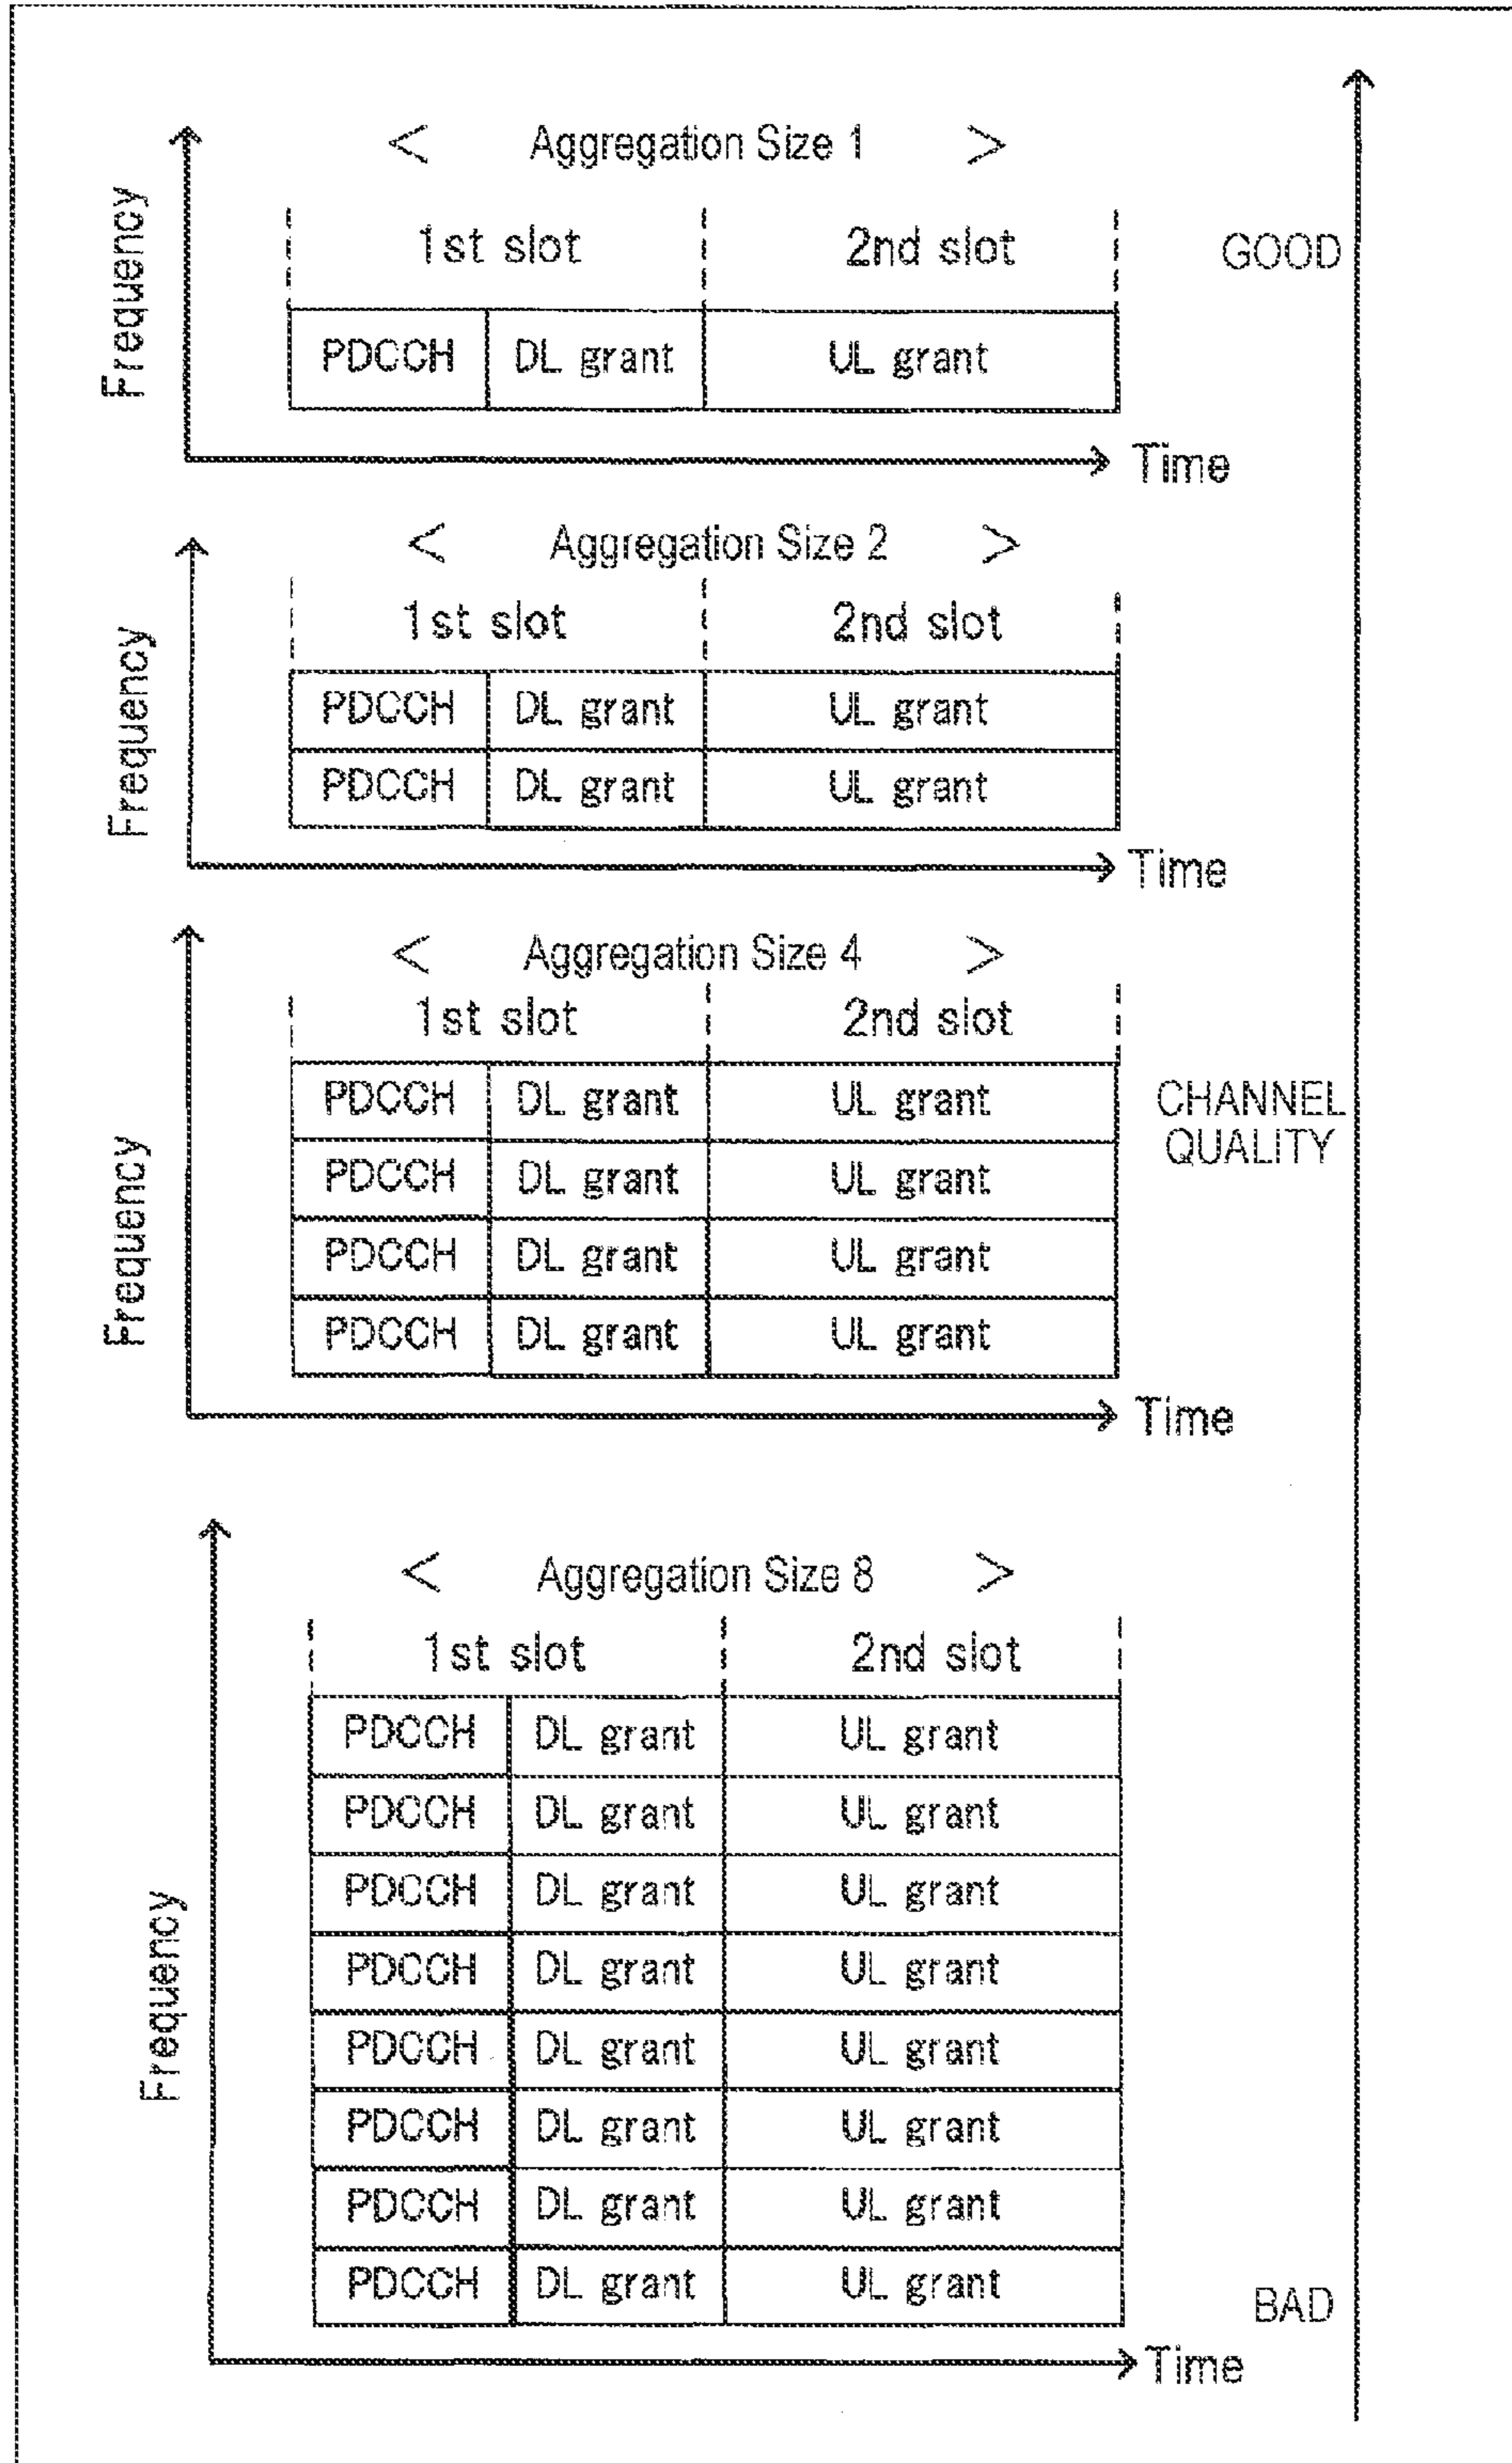 < Aggregation Size 1 >
1st slot 2nd slot
GOOD
Frequency
PDCCH DL grant UL grant
Time
< Aggregation Size 2 >
1st slot 2nd slot
Frequency
PDCCH DL grant UL grant
PDCCH DL grant UL grant
Time
< Aggregation Size 4 >
1st slot 2nd slot
Frequency
PDCCH DL grant UL grant
PDCCH DL grant UL grant
PDCCH DL grant UL grant
PDCCH DL grant UL grant
CHANNEL
QUALITY
Time
< Aggregation Size 8 >
1st slot 2nd slot
Frequency
PDCCH DL grant UL grant
PDCCH DL grant UL grant
PDCCH DL grant UL grant
PDCCH DL grant UL grant
PDCCH DL grant UL grant
PDCCH DL grant UL grant
PDCCH DL grant UL grant
PDCCH DL grant UL grant
BAD
Time